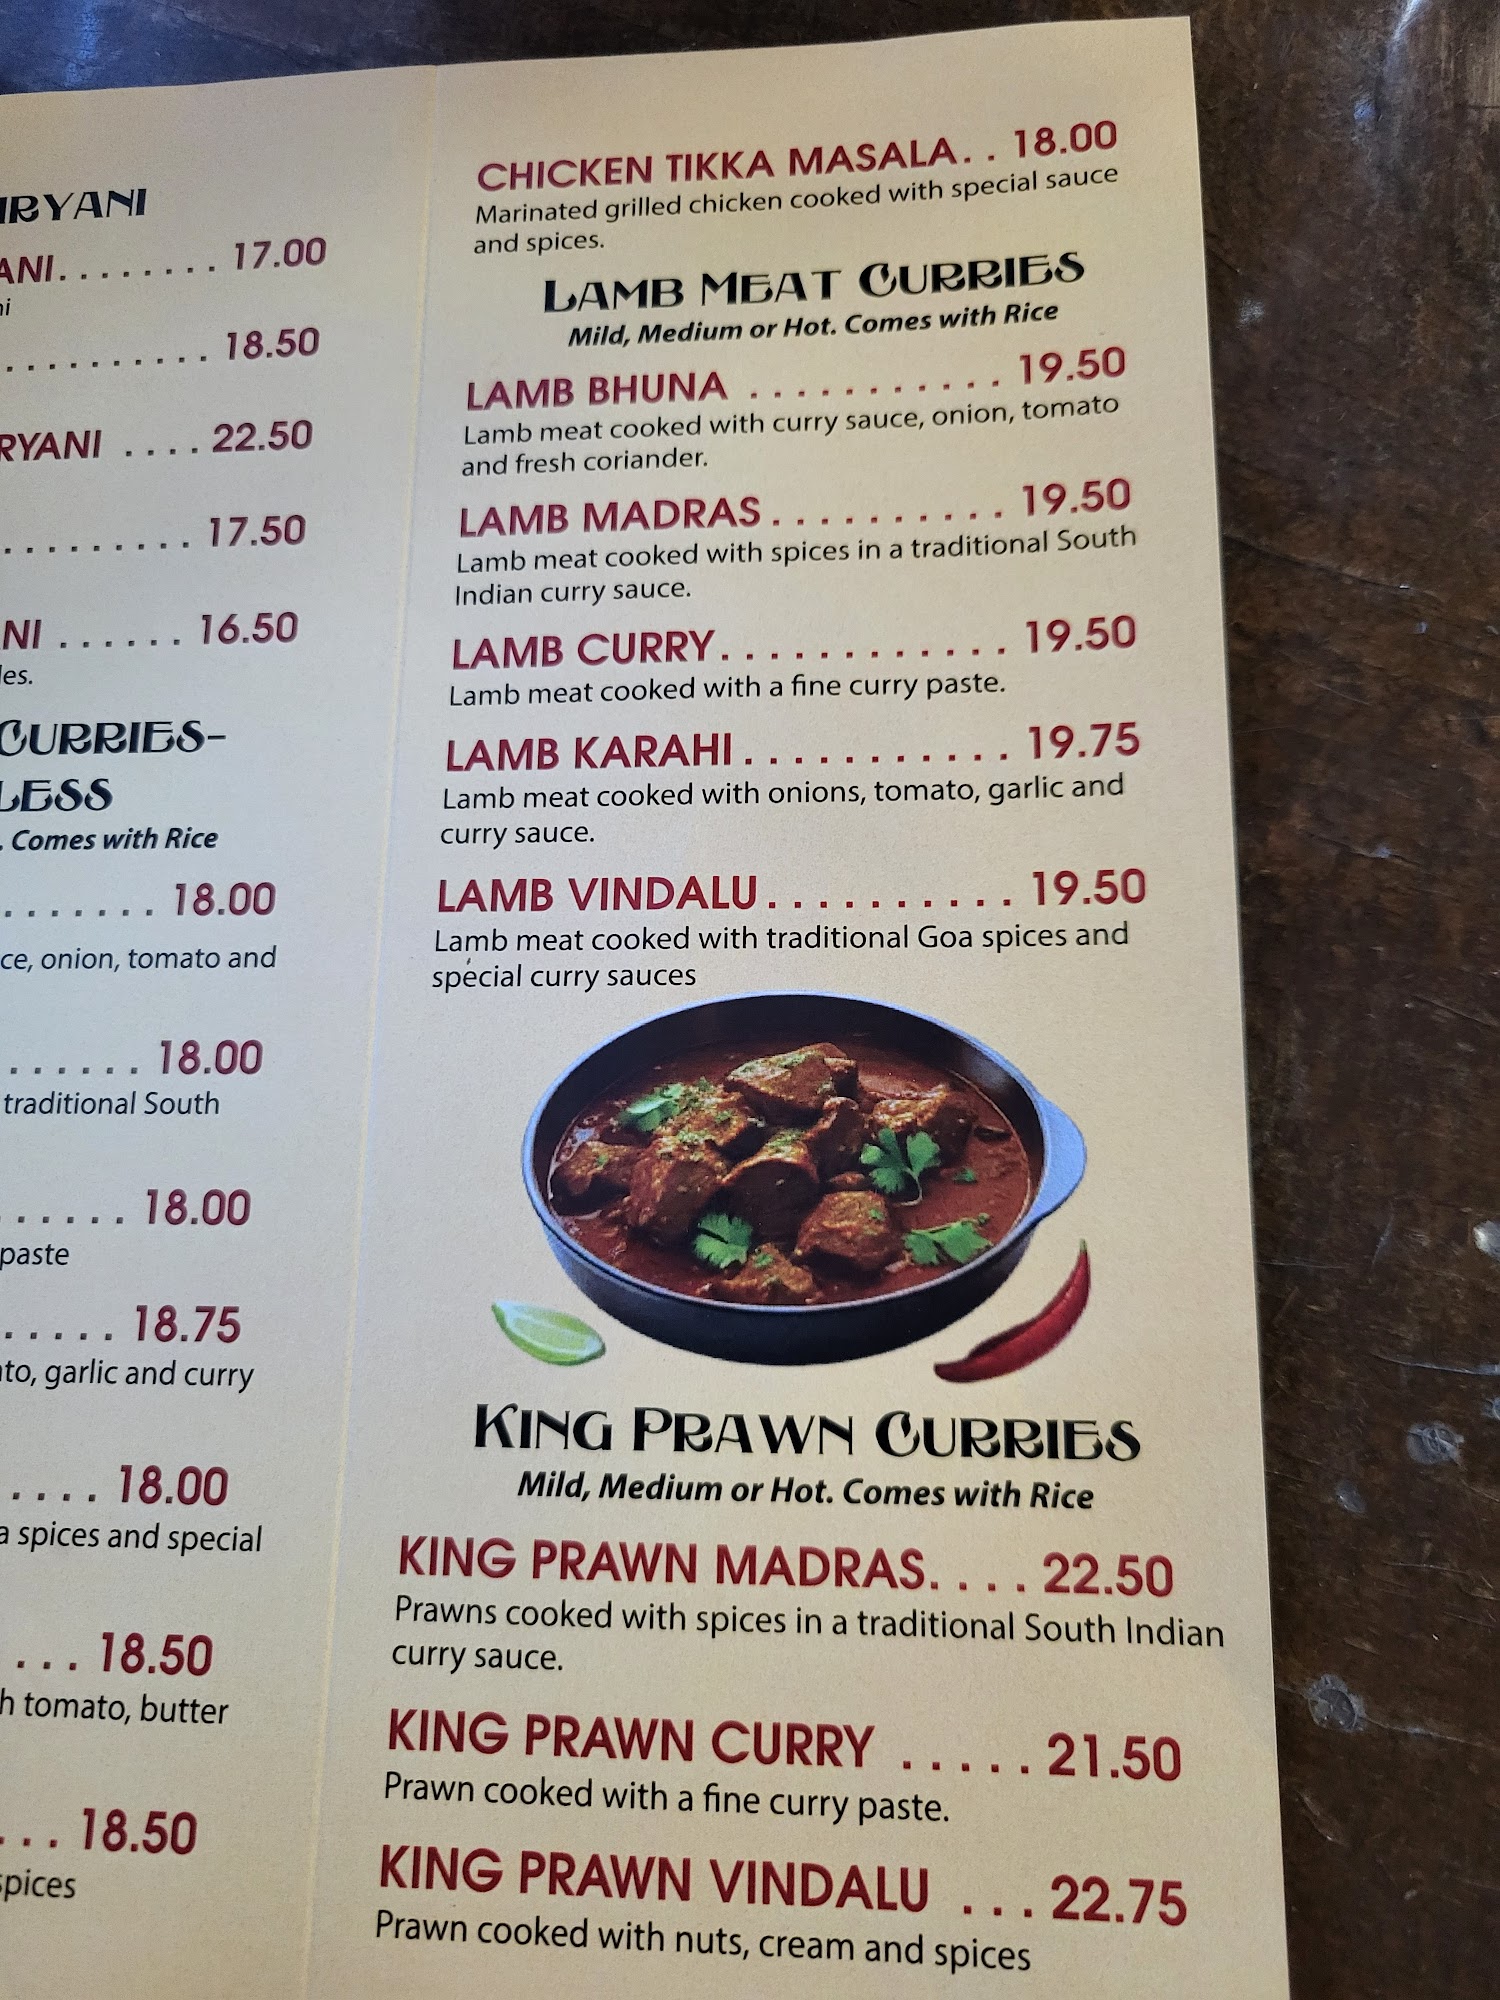 IRYANI
ANI........ 17.00
ni
........... 18.50
RYANI .... 22.50
.......... 17.50
NI ...... 16.50
les.
CURRIES-
LESS
. Comes with Rice
....... 18.00
ce, onion, tomato and
...... 18.00
traditional South
...... 18.00
paste
...... 18.75
ato, garlic and curry
.... 18.00
a spices and special
... 18.50
h tomato, butter
... 18.50
spices
CHICKEN TIKKA MASALA. . 18.00
Marinated grilled chicken cooked with special sauce
and spices.
LAMB MEAT CURRIES
Mild, Medium or Hot. Comes with Rice
LAMB BHUNA ........... 19.50
Lamb meat cooked with curry sauce, onion, tomato
and fresh coriander.
LAMB MADRAS.......... 19.50
Lamb meat cooked with spices in a traditional South
Indian curry sauce.
LAMB CURRY............ 19.50
Lamb meat cooked with a fine curry paste.
LAMB KARAHI........... 19.75
Lamb meat cooked with onions, tomato, garlic and
curry sauce.
LAMB VINDALU.......... 19.50
Lamb meat cooked with traditional Goa spices and
special curry sauces
KING PRAWN CURRIES
Mild, Medium or Hot. Comes with Rice
KING PRAWN MADRAS.... 22.50
Prawns cooked with spices in a traditional South Indian
curry sauce.
KING PRAWN CURRY ..... 21.50
Prawn cooked with a fine curry paste.
KING PRAWN VINDALU ... 22.75
Prawn cooked with nuts, cream and spices